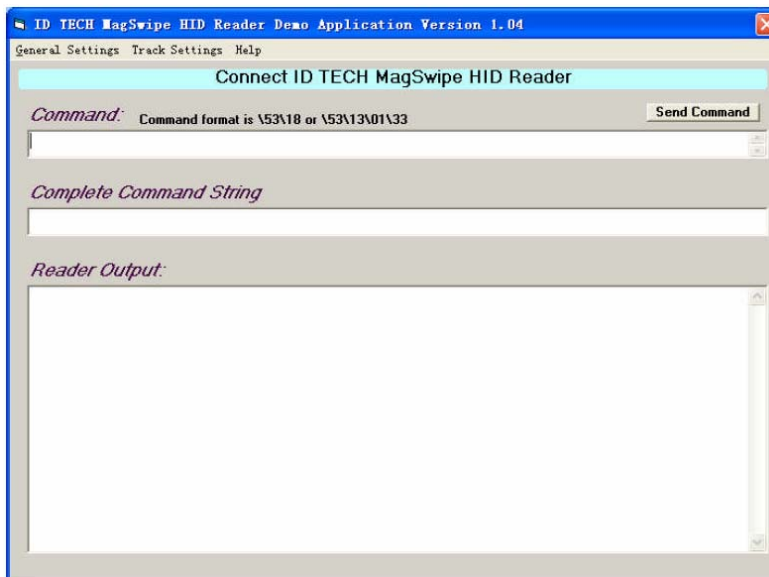 ID TECH MagSwipe HID Reader Demo Application Version 1.04
General Settings Track Settings Help
Connect ID TECH MagSwipe HID Reader
Command: Command format is \53\18 or \53\13\01\33 Send Command
Complete Command String
Reader Output: